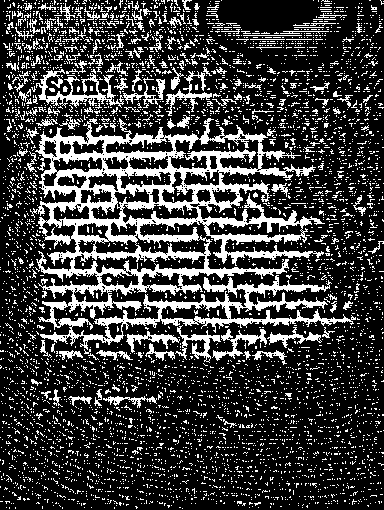 Sonnet for Lena
O dear Lena, your beauty is so vast
It is hard sometimes to describe it fast.
I thought the entire world I would impress
If only your portrait I could compress.
Alas! First when I tried to use VQ
I found that your cheeks belong to only you.
Your silky hair contains a thousand lines
Hard to match with sums of discrete cosines.
And for your lips, sensual and tactual
Thirteen Crays found not the proper fractal.
And while these setbacks are all quite severe
I might have fixed them with hacks here or there
But when filters took sparkle from your eyes
I said, all this. I'll just digitize.